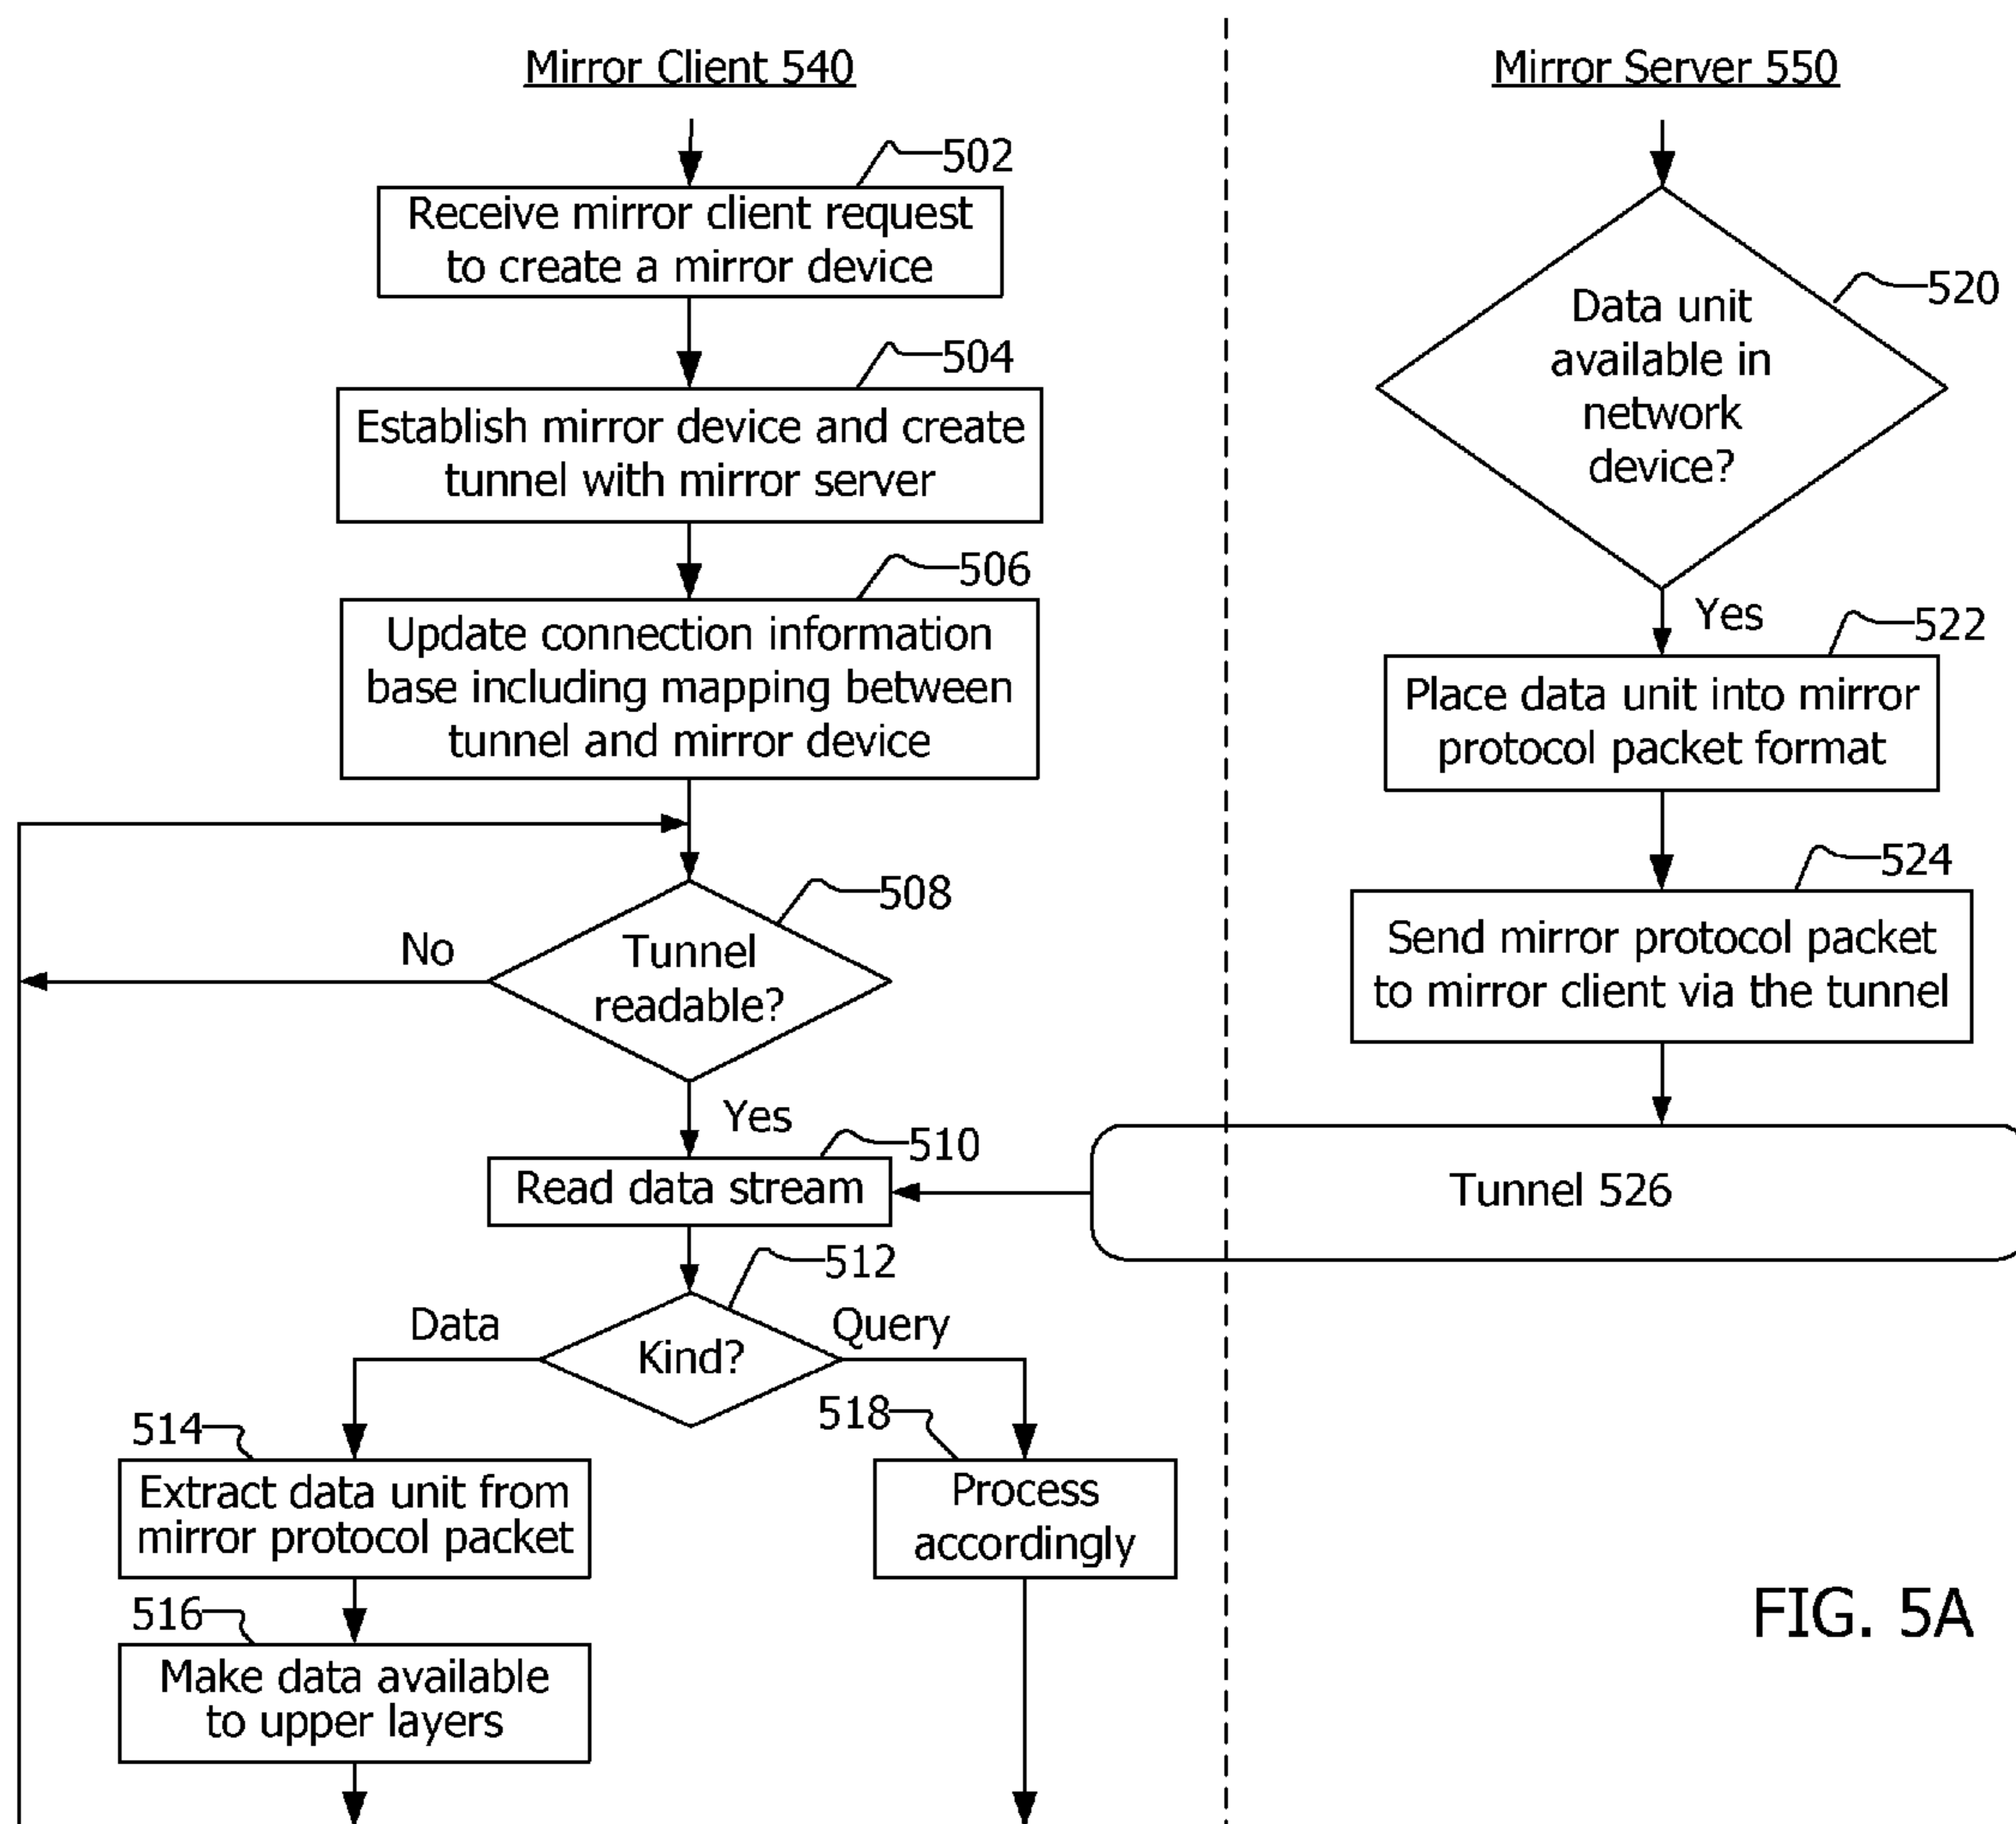 Mirror Client 540
502
Receive mirror client request
to create a mirror device
504
Establish mirror device and create
tunnel with mirror server
506
Update connection information
base including mapping between
tunnel and mirror device
508
No
Tunnel
readable?
Yes
510
Read data stream
512
Data
Query
Kind?
514
Extract data unit from
mirror protocol packet
518
Process
accordingly
516
Make data available
to upper layers
Mirror Server 550
520
Data unit
available in
network
device?
Yes
522
Place data unit into mirror
protocol packet format
524
Send mirror protocol packet
to mirror client via the tunnel
Tunnel 526
FIG. 5A